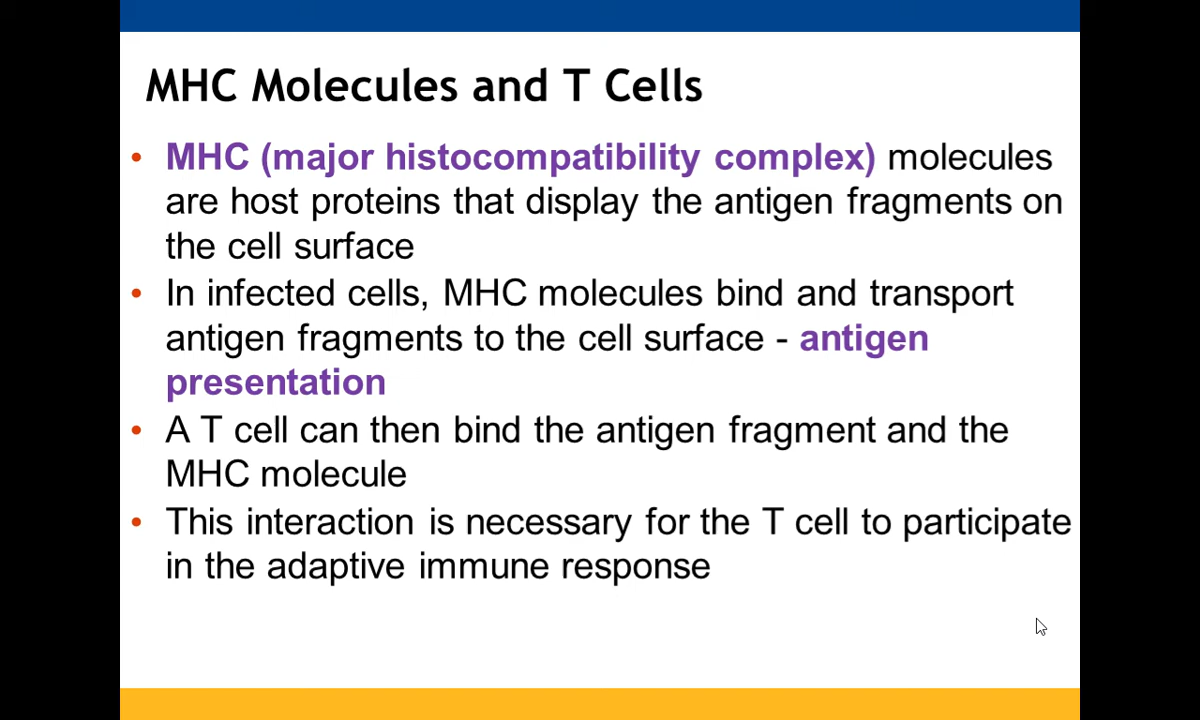 MHC Molecules and T Cells
• MHC (major histocompatibility complex) molecules
are host proteins that display the antigen fragments on
the cell surface
• In infected cells, MHC molecules bind and transport
antigen fragments to the cell surface - antigen
presentation
• A T cell can then bind the antigen fragment and the
MHC molecule
• This interaction is necessary for the T cell to participate
in the adaptive immune response